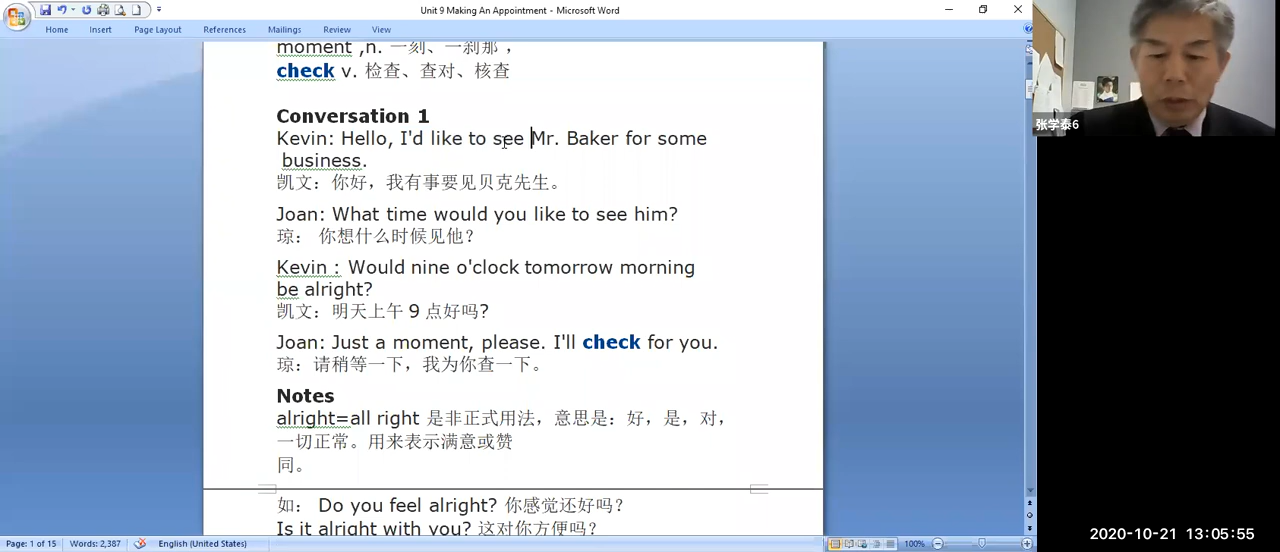 Unit 9 Making An Appointment - Microsoft Word
Home Insert Page Layout References Mailings Review View
moment ,n. 一刻、一刹那 ，
check v. 检查、查对、核查
Conversation 1
Kevin: Hello, I'd like to see Mr. Baker for some
business.
凯文：你好，我有事要见贝克先生。
Joan: What time would you like to see him?
琼： 你想什么时候见他？
Kevin : Would nine o'clock tomorrow morning
be alright?
凯文：明天上午 9 点好吗?
Joan: Just a moment, please. I'll check for you.
琼：请稍等一下，我为你查一下。
Notes
alright=all right 是非正式用法，意思是：好，是，对，
一切正常。用来表示满意或赞
同。
如： Do you feel alright? 你感觉还好吗？
Is it alright with you? 这对你方便吗？
Page: 1 of 15 Words: 2,387 English (United States) 100%
张学泰6
2020-10-21 13:05:55